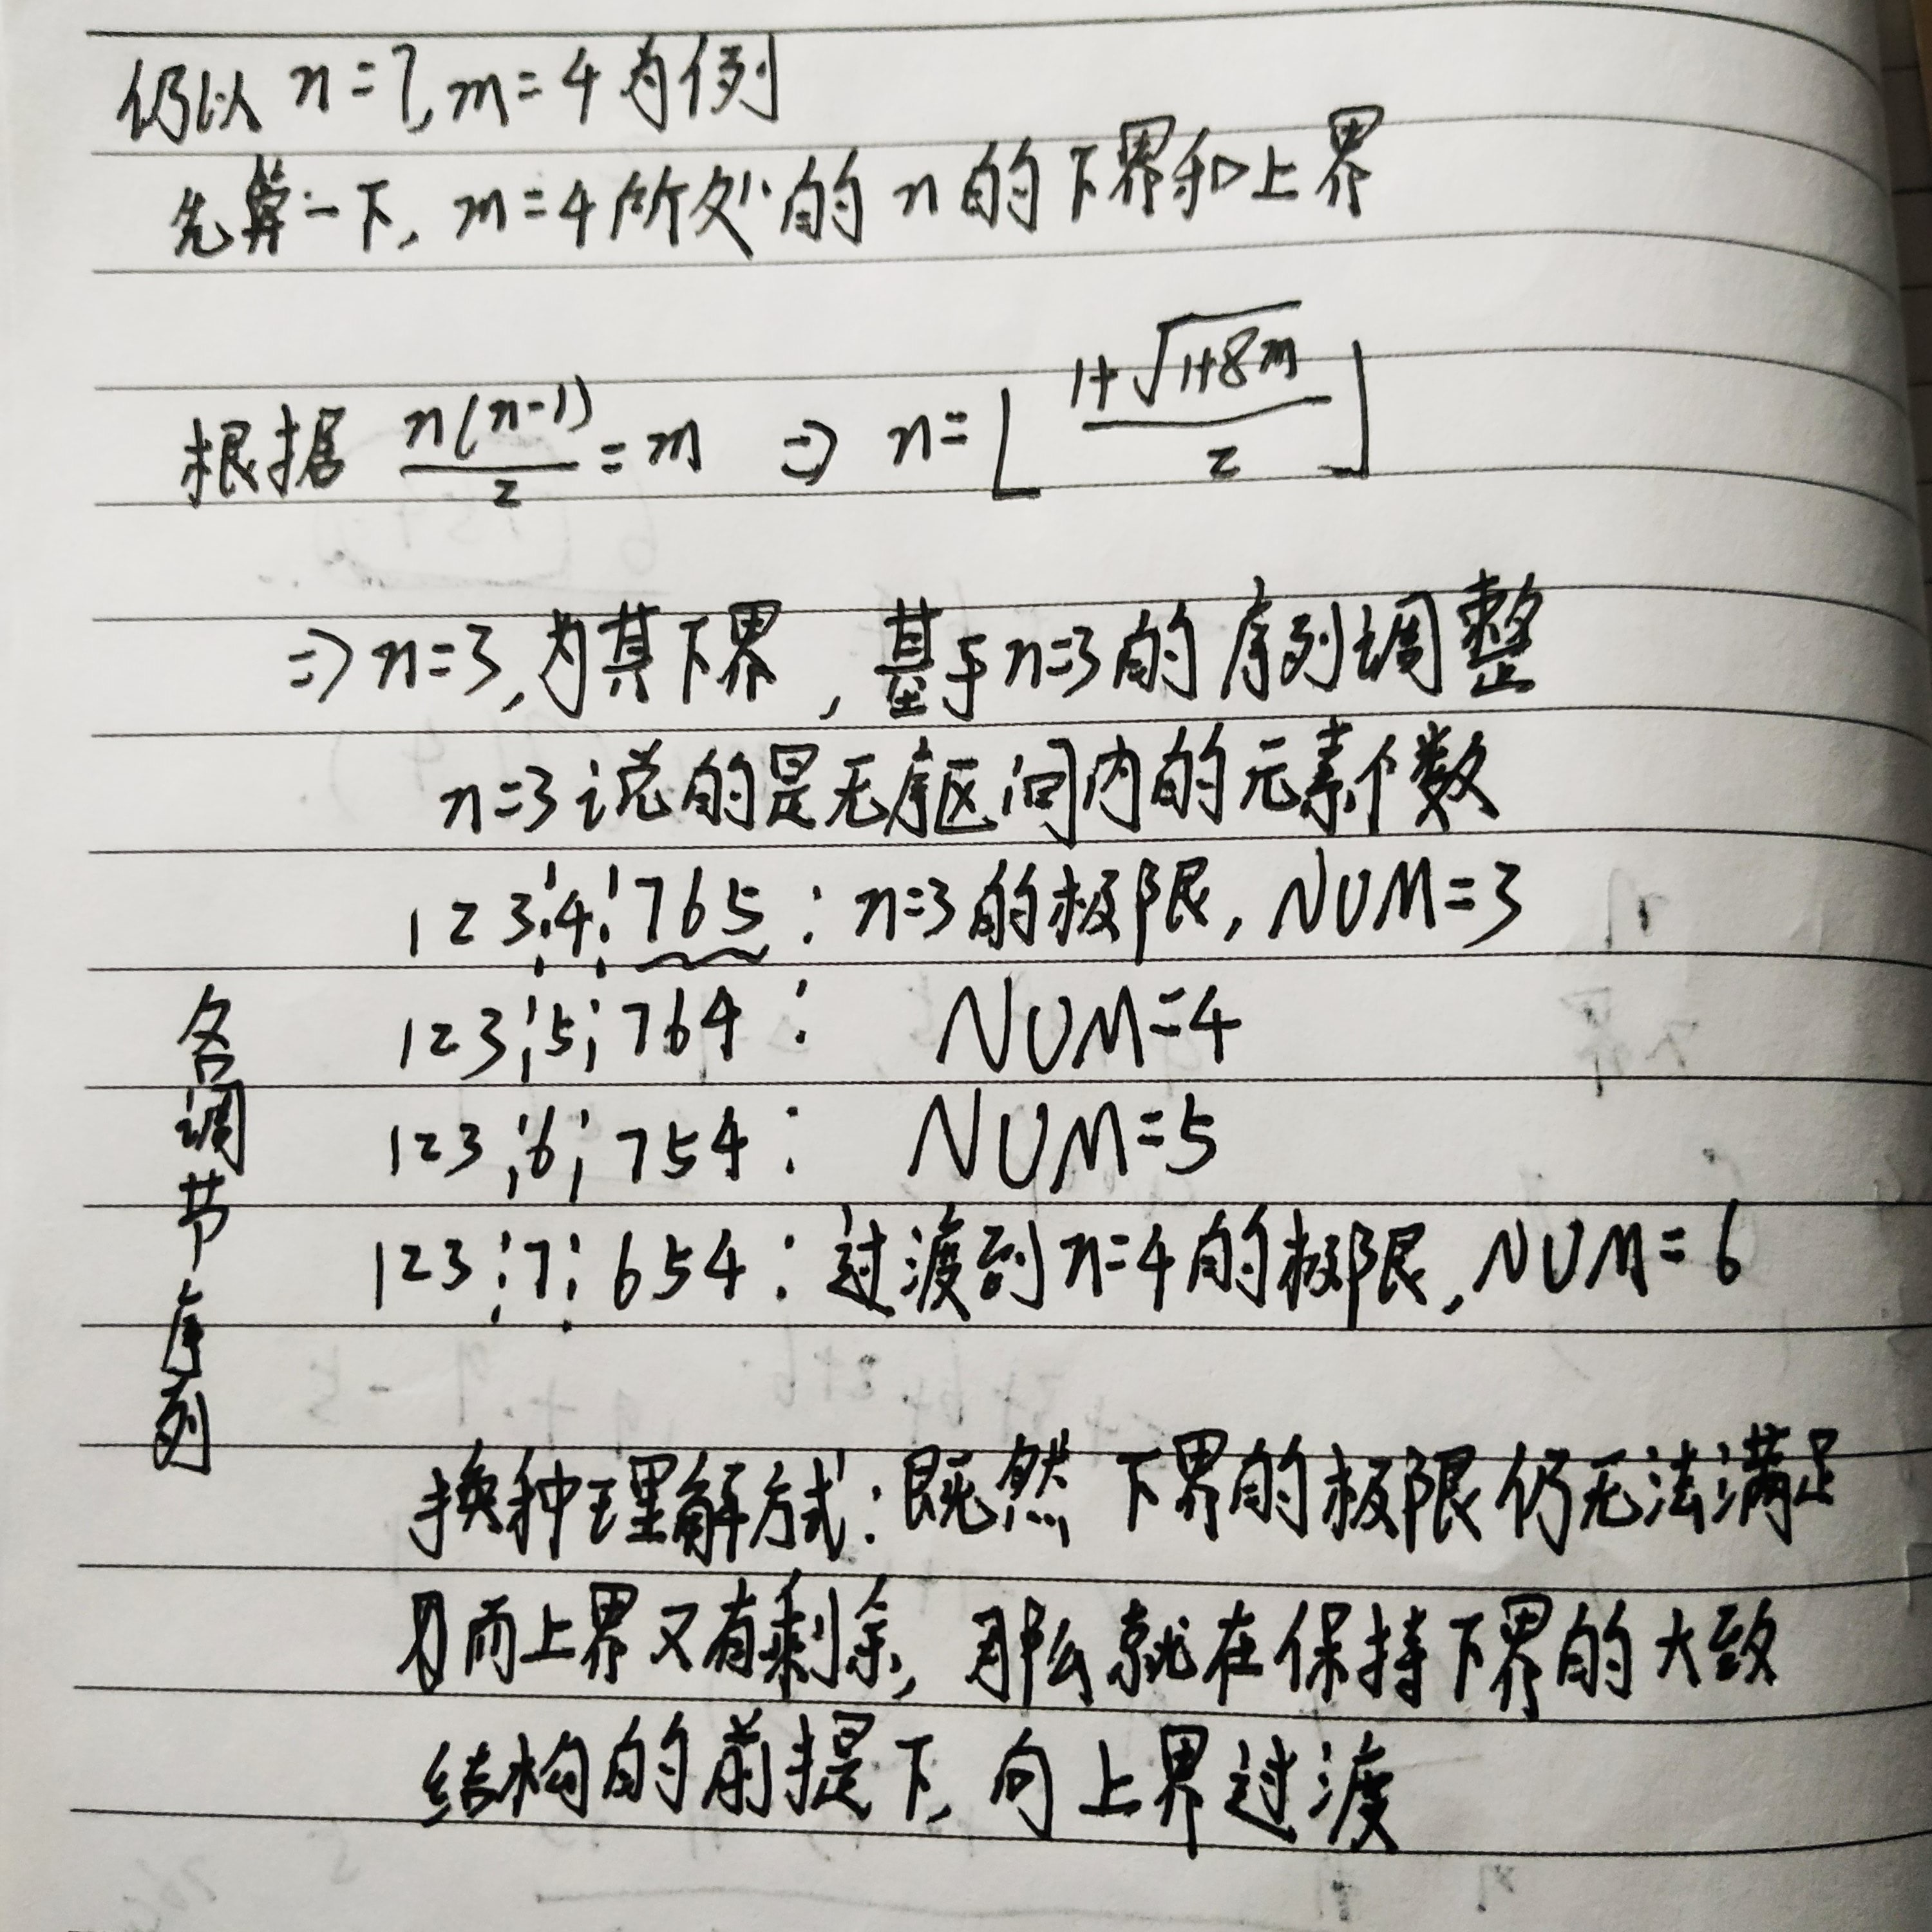 仍以 n=7, m=4 为例
先算一下, m=4 所处的 n 的下界和上界
根据 n(n-1)/2 = m ⇒ n = ⌊(1+√(1+8m))/2⌋
⇒ n=3, 为其下界, 基于n=3的序列调整
n=3 说的是无序区间内的元素个数
123¦4¦765 : n=3的极限, NUM=3
123¦5¦764 : NUM=4
123¦6¦754 : NUM=5
123¦7¦654 : 过渡到n=4的极限, NUM=6
各调节序列
换种理解方式: 既然下界的极限仍无法满足
而上界又有剩余, 那么就在保持下界的大致
结构的前提下, 向上界过渡